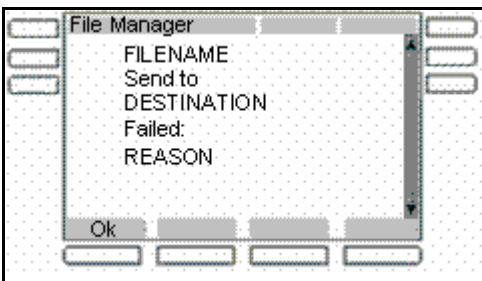 File Manager
FILENAME
Send to
DESTINATION
Failed:
REASON
Ok